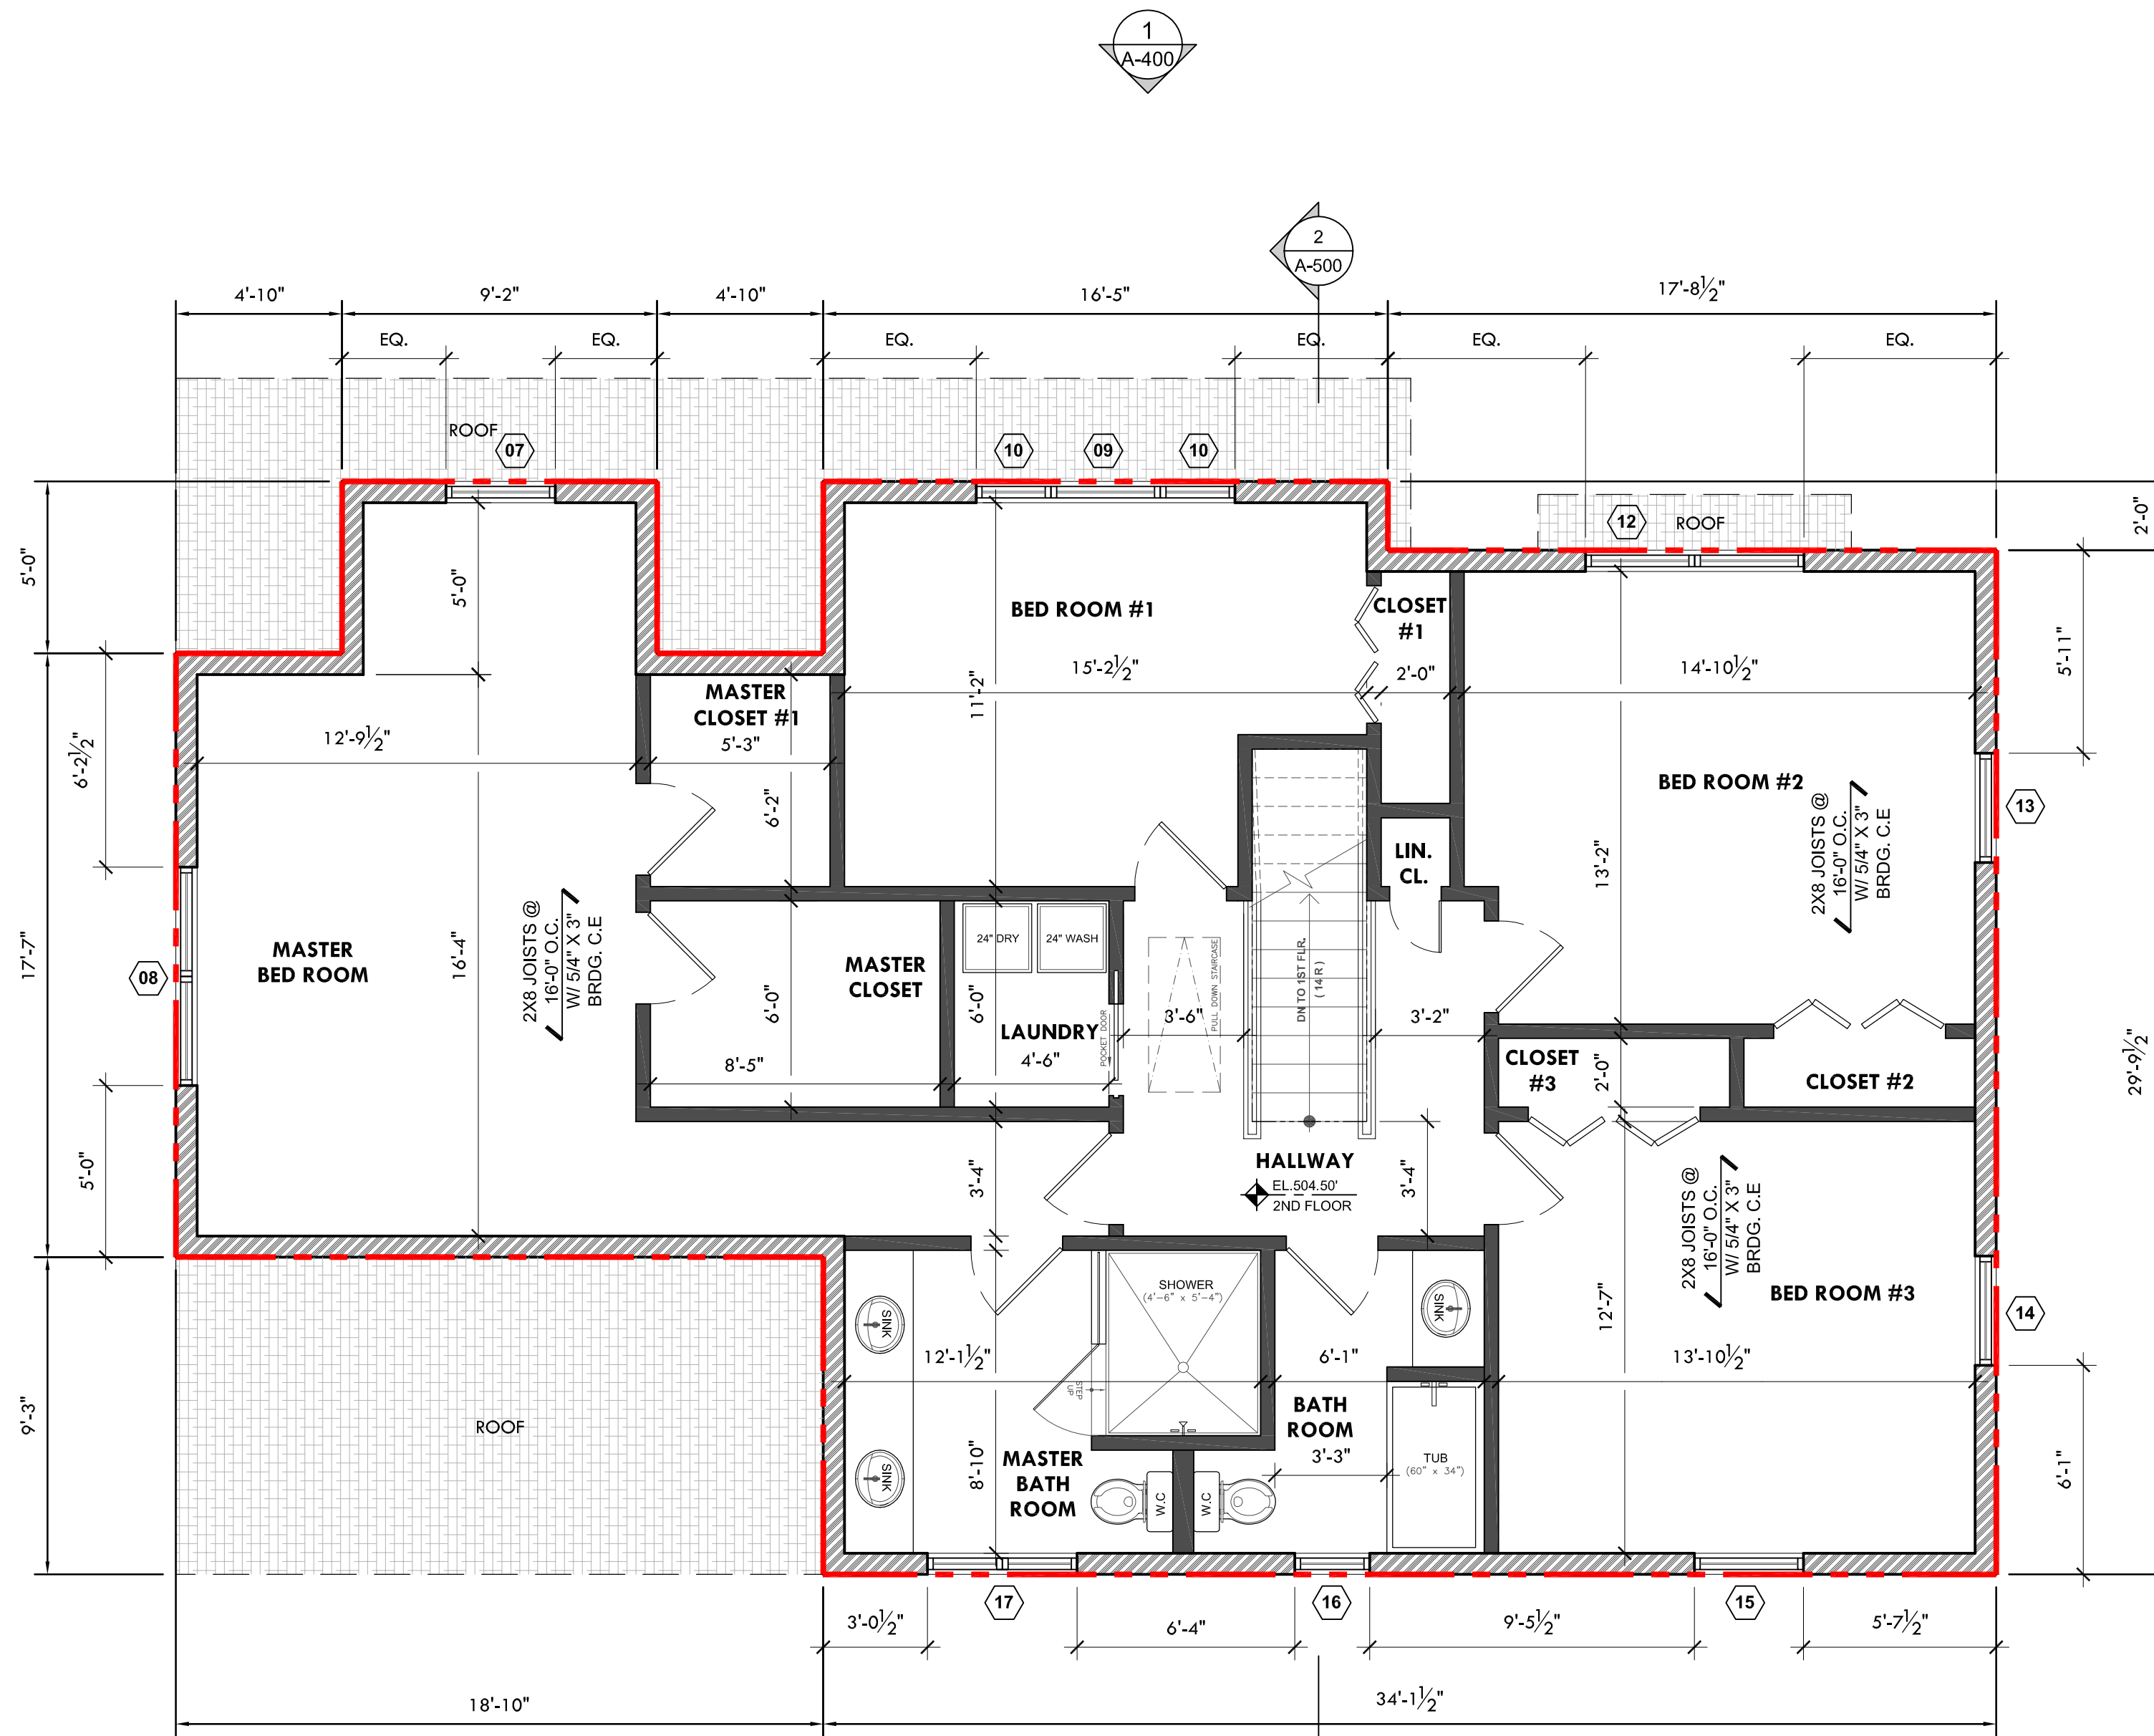 1
A-400
2
A-500
4'-10"
9'-2"
4'-10"
16'-5"
17'-8½"
EQ.
EQ.
EQ.
EQ.
EQ.
EQ.
ROOF
07
10
09
10
12
ROOF
2'-0"
5'-0"
5'-0"
BED ROOM #1
CLOSET
#1
5'-11"
15'-2½"
2'-0"
14'-10½"
11'-2"
MASTER
CLOSET #1
5'-3"
12'-9½"
6'-2½"
6'-2"
BED ROOM #2
2X8 JOISTS @
16'-0" O.C.
W/ 5/4" X 3"
BRDG. C.E
13
LIN.
CL.
13'-2"
17'-7"
08
MASTER
BED ROOM
16'-4"
2X8 JOISTS @
16'-0" O.C.
W/ 5/4" X 3"
BRDG. C.E
24" DRY
24" WASH
MASTER
CLOSET
6'-0"
6'-0"
LAUNDRY
4'-6"
8'-5"
POCKET DOOR
3'-6"
PULL DOWN STAIRCASE
DN TO 1ST FLR.
(14 R)
3'-2"
CLOSET
#3
2'-0"
CLOSET #2
29'-9½"
5'-0"
3'-4"
HALLWAY
EL.504.50'
2ND FLOOR
3'-4"
2X8 JOISTS @
16'-0" O.C.
W/ 5/4" X 3"
BRDG. C.E
BED ROOM #3
14
12'-7"
SHOWER
(4'-6" x 5'-4")
SINK
SINK
12'-1½"
6'-1"
13'-10½"
STEP
UP
BATH
ROOM
3'-3"
9'-3"
ROOF
SINK
8'-10"
MASTER
BATH
ROOM
W.C
W.C
TUB
(60" x 34")
6'-1"
17
16
15
3'-0½"
6'-4"
9'-5½"
5'-7½"
18'-10"
34'-1½"